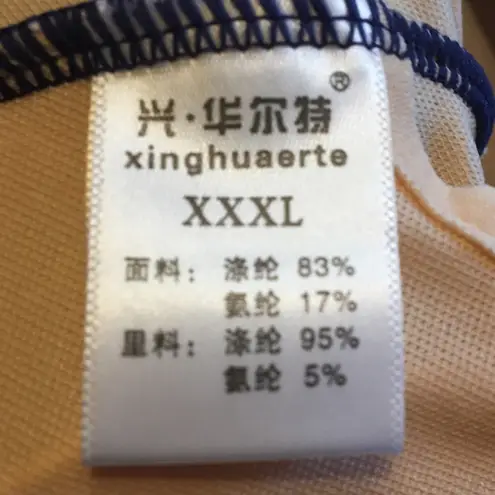 兴·华尔特®
xinghuaerte
XXXL
面料：涤纶 83%
氨纶 17%
里料：涤纶 95%
氨纶 5%